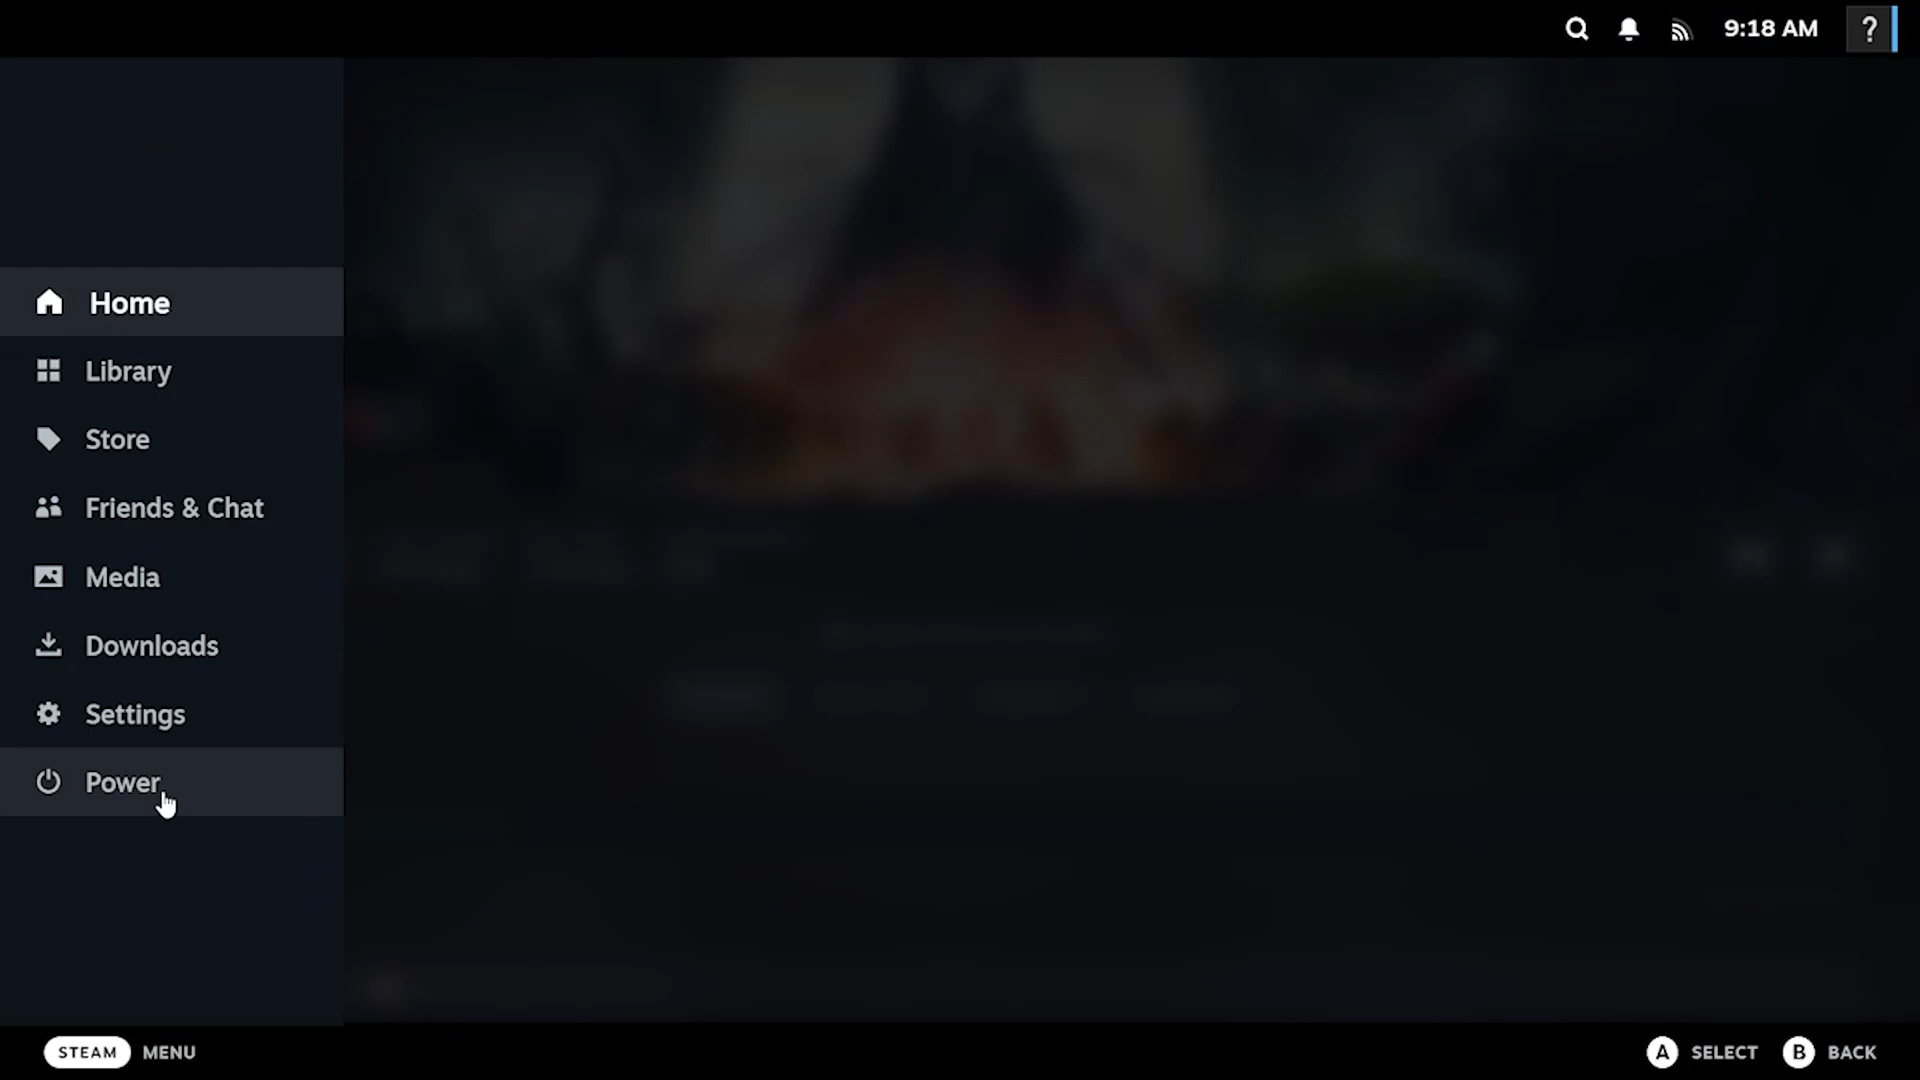 9:18 AM
?
Home
Library
Store
Friends & Chat
Media
Downloads
Settings
Power
STEAM MENU
A SELECT B BACK